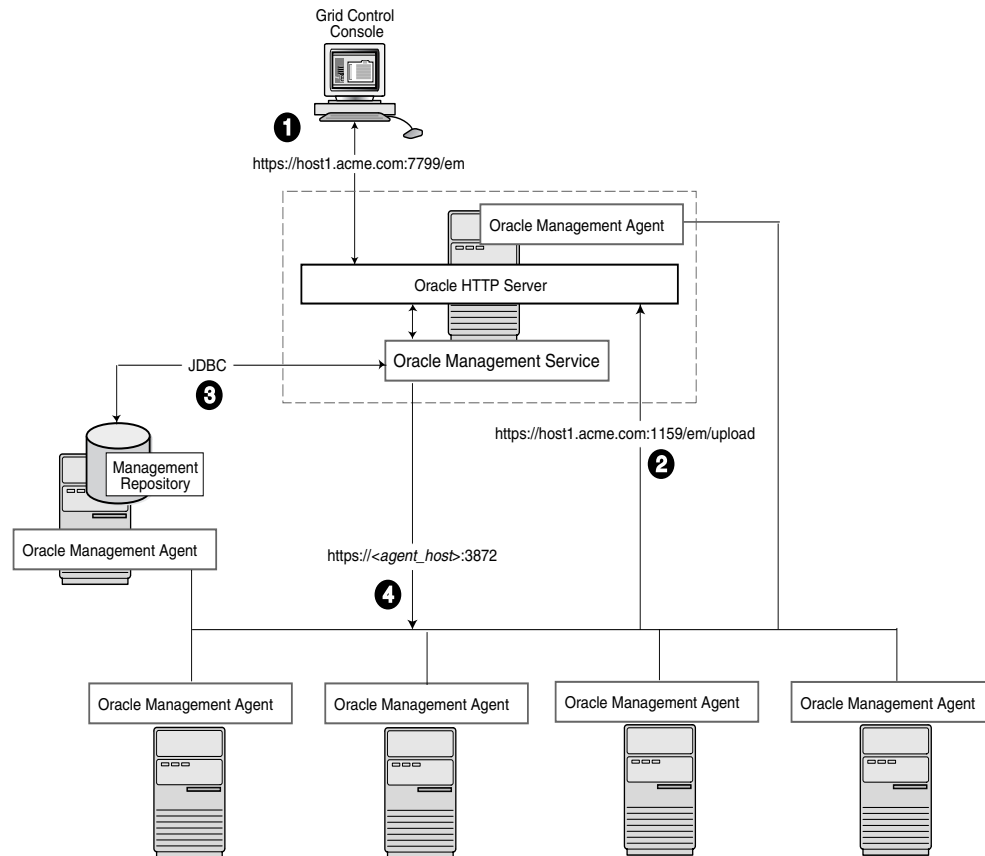 Grid Control
Console
1
https://host1.acme.com:7799/em
Oracle Management Agent
Oracle HTTP Server
Oracle Management Service
JDBC
3
https://host1.acme.com:1159/em/upload
2
Management
Repository
Oracle Management Agent
https://<agent_host>:3872
4
Oracle Management Agent
Oracle Management Agent
Oracle Management Agent
Oracle Management Agent